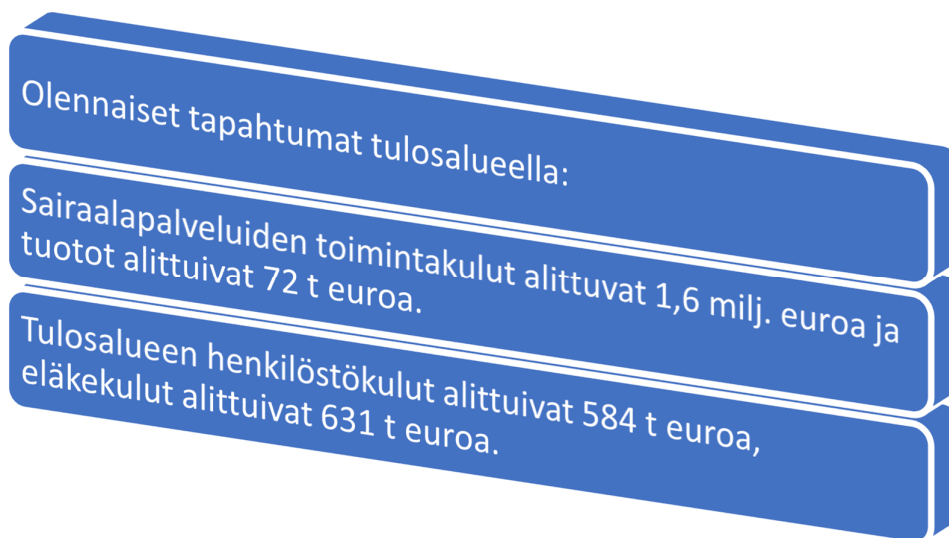 Olennaiset tapahtumat tulosalueella:
Sairaalapalveluiden toimintakulut alittuvat 1,6 milj. euroa ja
tuotot alittuivat 72 t euroa.
Tulosalueen henkilöstökulut alittuivat 584 t euroa,
eläkekulut alittuivat 631 t euroa.